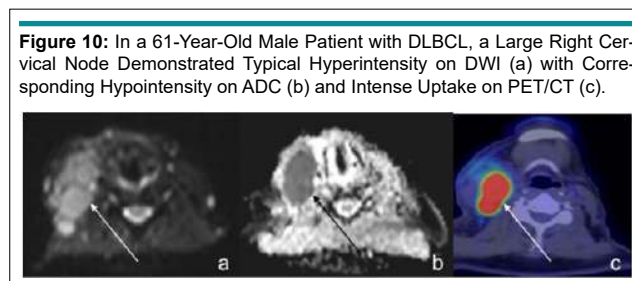 Figure 10: In a 61-Year-Old Male Patient with DLBCL, a Large Right Cer-
vical Node Demonstrated Typical Hyperintensity on DWI (a) with Corre-
sponding Hypointensity on ADC (b) and Intense Uptake on PET/CT (c).
a b c